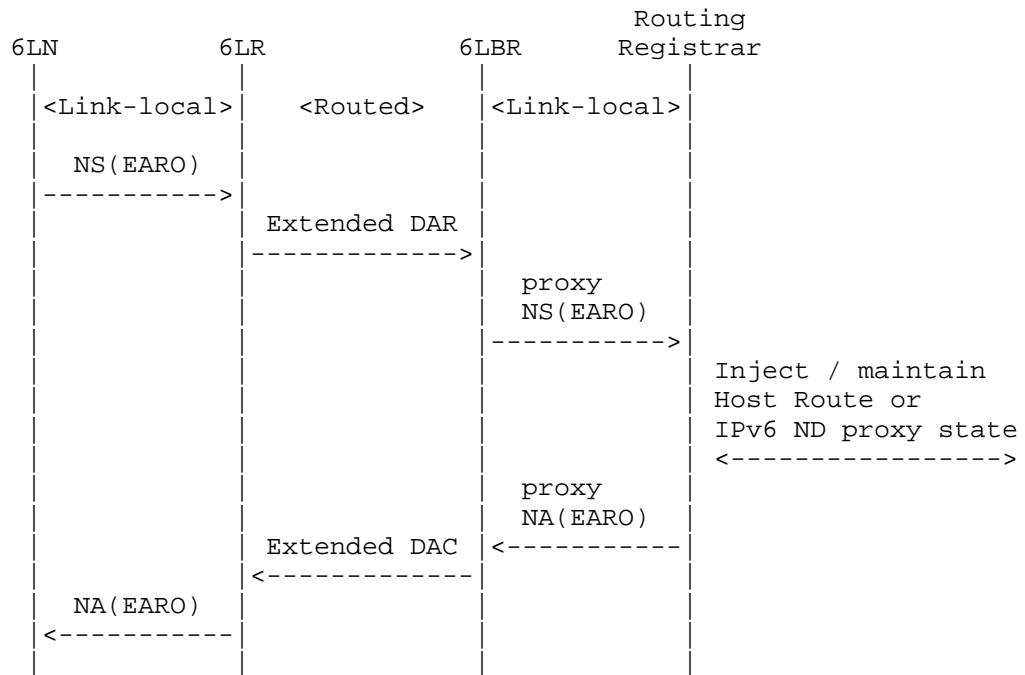 Routing
6LN 6LR 6LBR Registrar
<Link-local> <Routed> <Link-local>
NS(EARO)
Extended DAR
proxy
NS(EARO)
Inject / maintain
Host Route or
IPv6 ND proxy state
proxy
NA(EARO)
Extended DAC
NA(EARO)